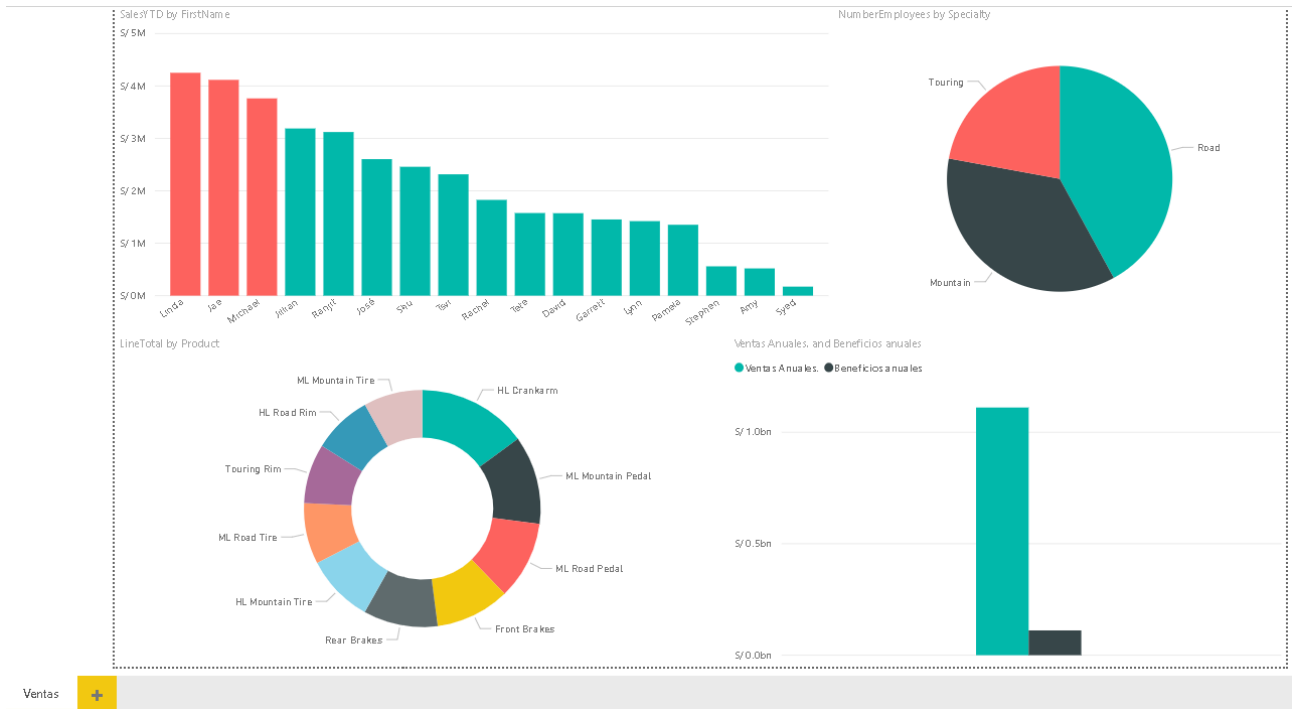 SalesYTD by FirstName
S/ 5M
S/ 4M
S/ 3M
S/ 2M
S/ 1M
S/ 0M
Linda
Jae
Michael
Jillian
Ranjit
José
Shu
Tsvi
Rachel
Tete
David
Garrett
Lynn
Pamela
Stephen
Amy
Syed
NumberEmployees by Specialty
Touring
Road
Mountain
LineTotal by Product
ML Mountain Tire
HL Crankarm
HL Road Rim
Touring Rim
ML Mountain Pedal
ML Road Tire
ML Road Pedal
HL Mountain Tire
Front Brakes
Rear Brakes
Ventas Anuales. and Beneficios anuales
Ventas Anuales. Beneficios anuales
S/ 1.0bn
S/ 0.5bn
S/ 0.0bn
Ventas +